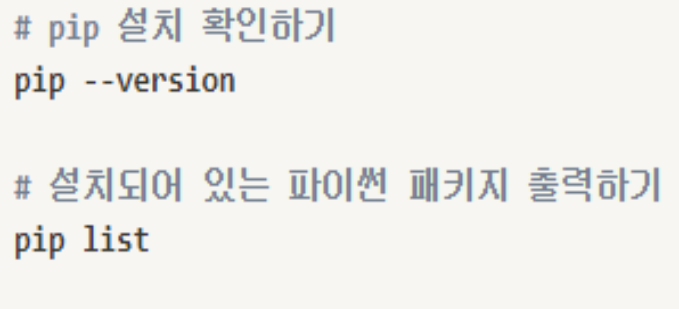 # pip 설치 확인하기
pip --version
# 설치되어 있는 파이썬 패키지 출력하기
pip list